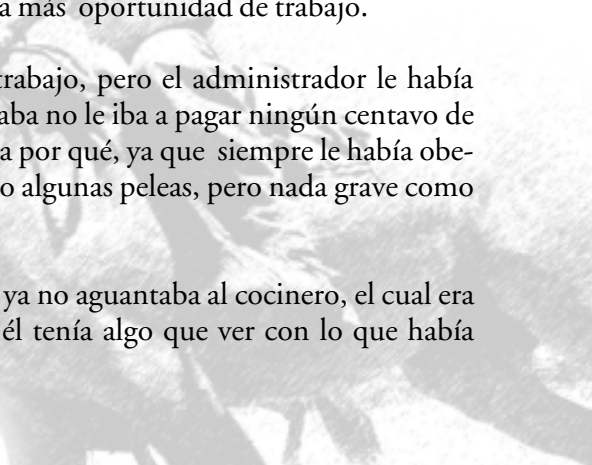 a más oportunidad de trabajo.
trabajo, pero el administrador le había
aba no le iba a pagar ningún centavo de
a por qué, ya que siempre le había obe-
o algunas peleas, pero nada grave como
ya no aguantaba al cocinero, el cual era
él tenía algo que ver con lo que había